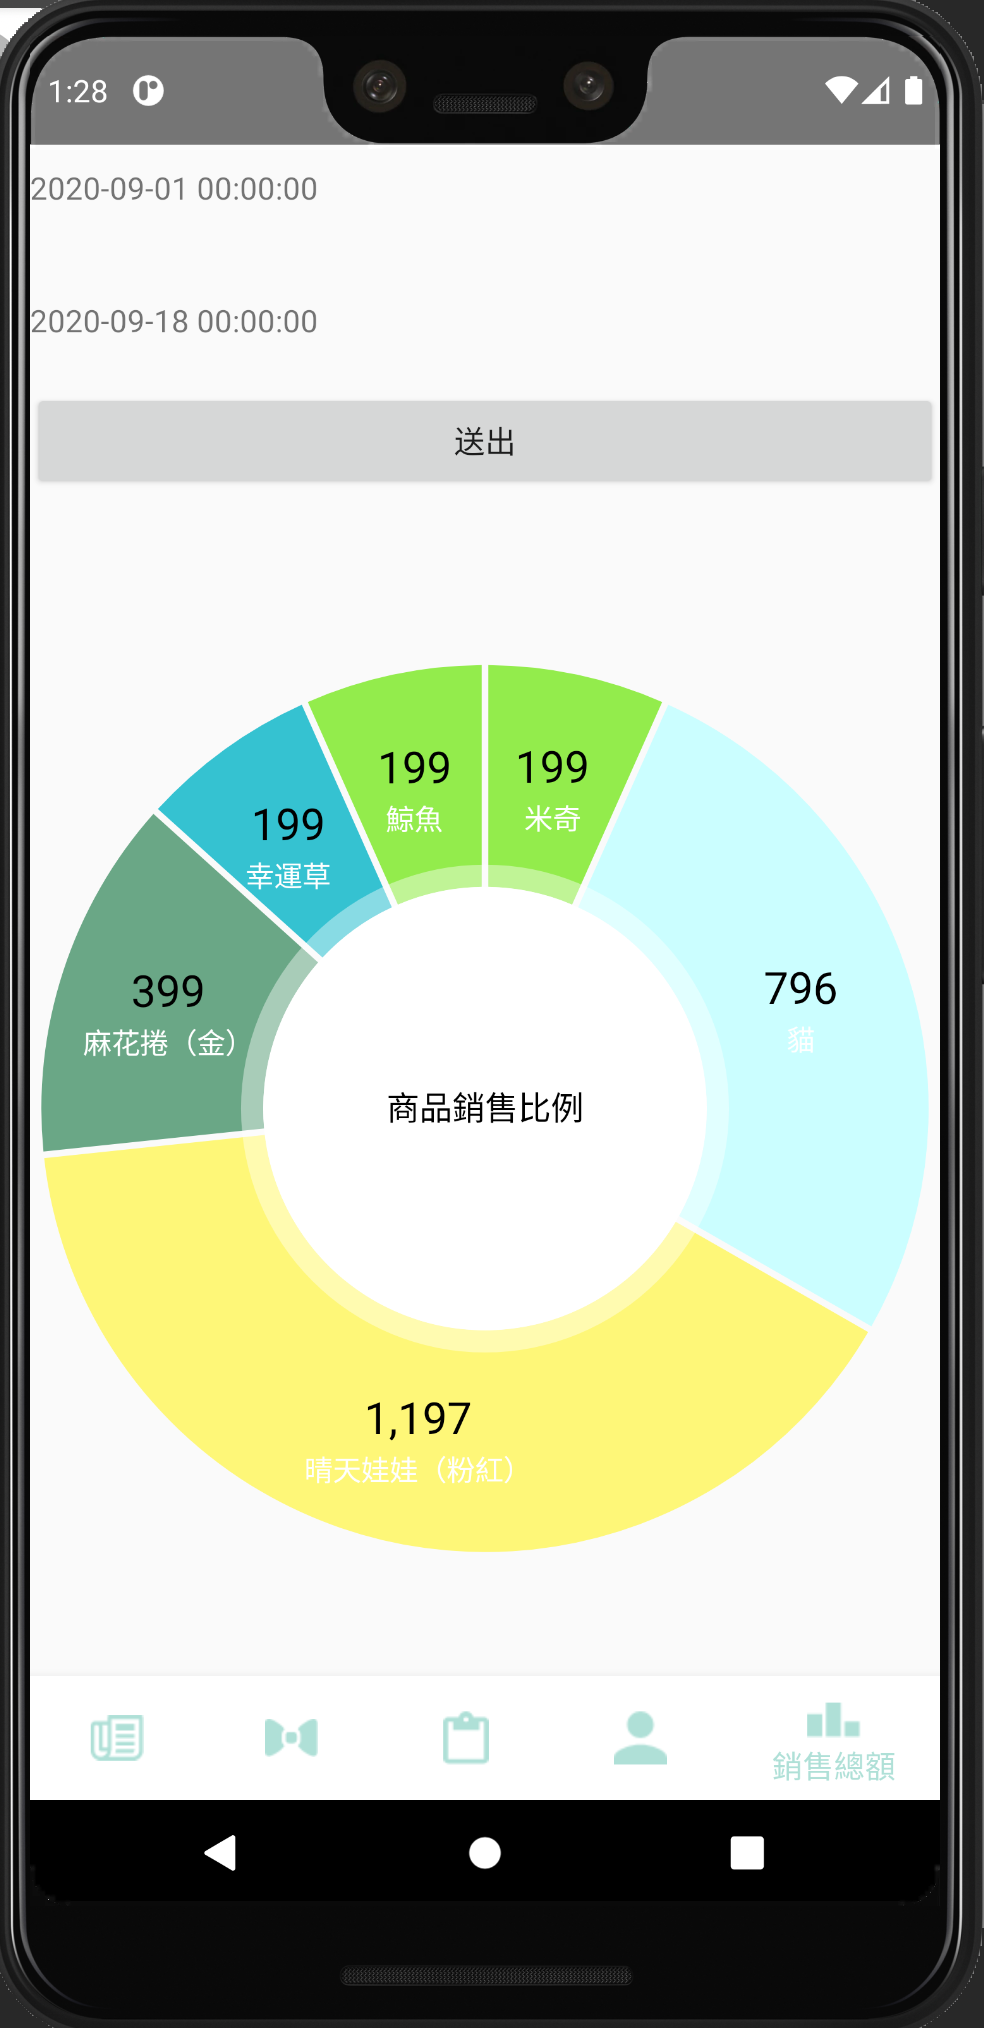 1:28
2020-09-01 00:00:00
2020-09-18 00:00:00
送出
199
鯨魚
199
米奇
199
幸運草
796
貓
399
麻花捲（金）
商品銷售比例
1,197
晴天娃娃（粉紅）
銷售總額